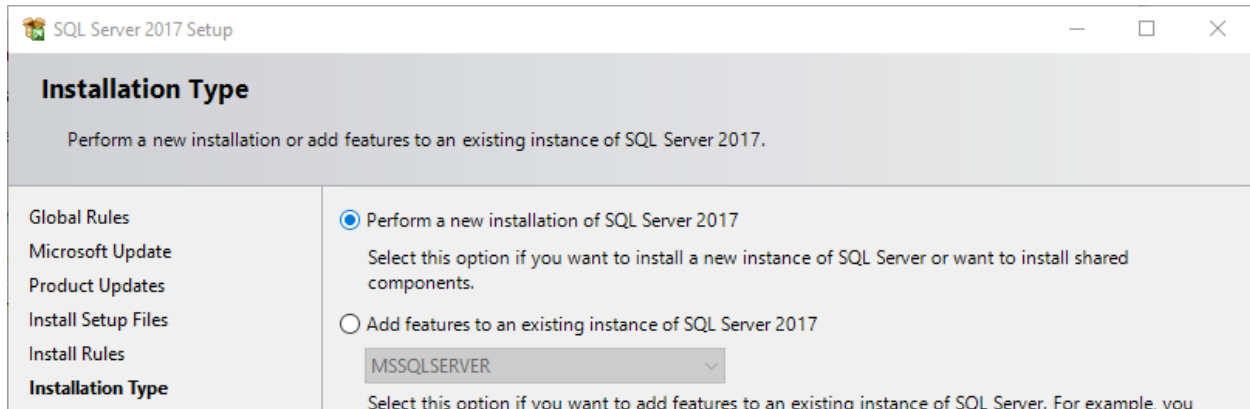 SQL Server 2017 Setup
Installation Type
Perform a new installation or add features to an existing instance of SQL Server 2017.
Global Rules
Microsoft Update
Product Updates
Install Setup Files
Install Rules
Installation Type
Perform a new installation of SQL Server 2017
Select this option if you want to install a new instance of SQL Server or want to install shared
components.
Add features to an existing instance of SQL Server 2017
MSSQLSERVER
Select this option if you want to add features to an existing instance of SQL Server. For example, you